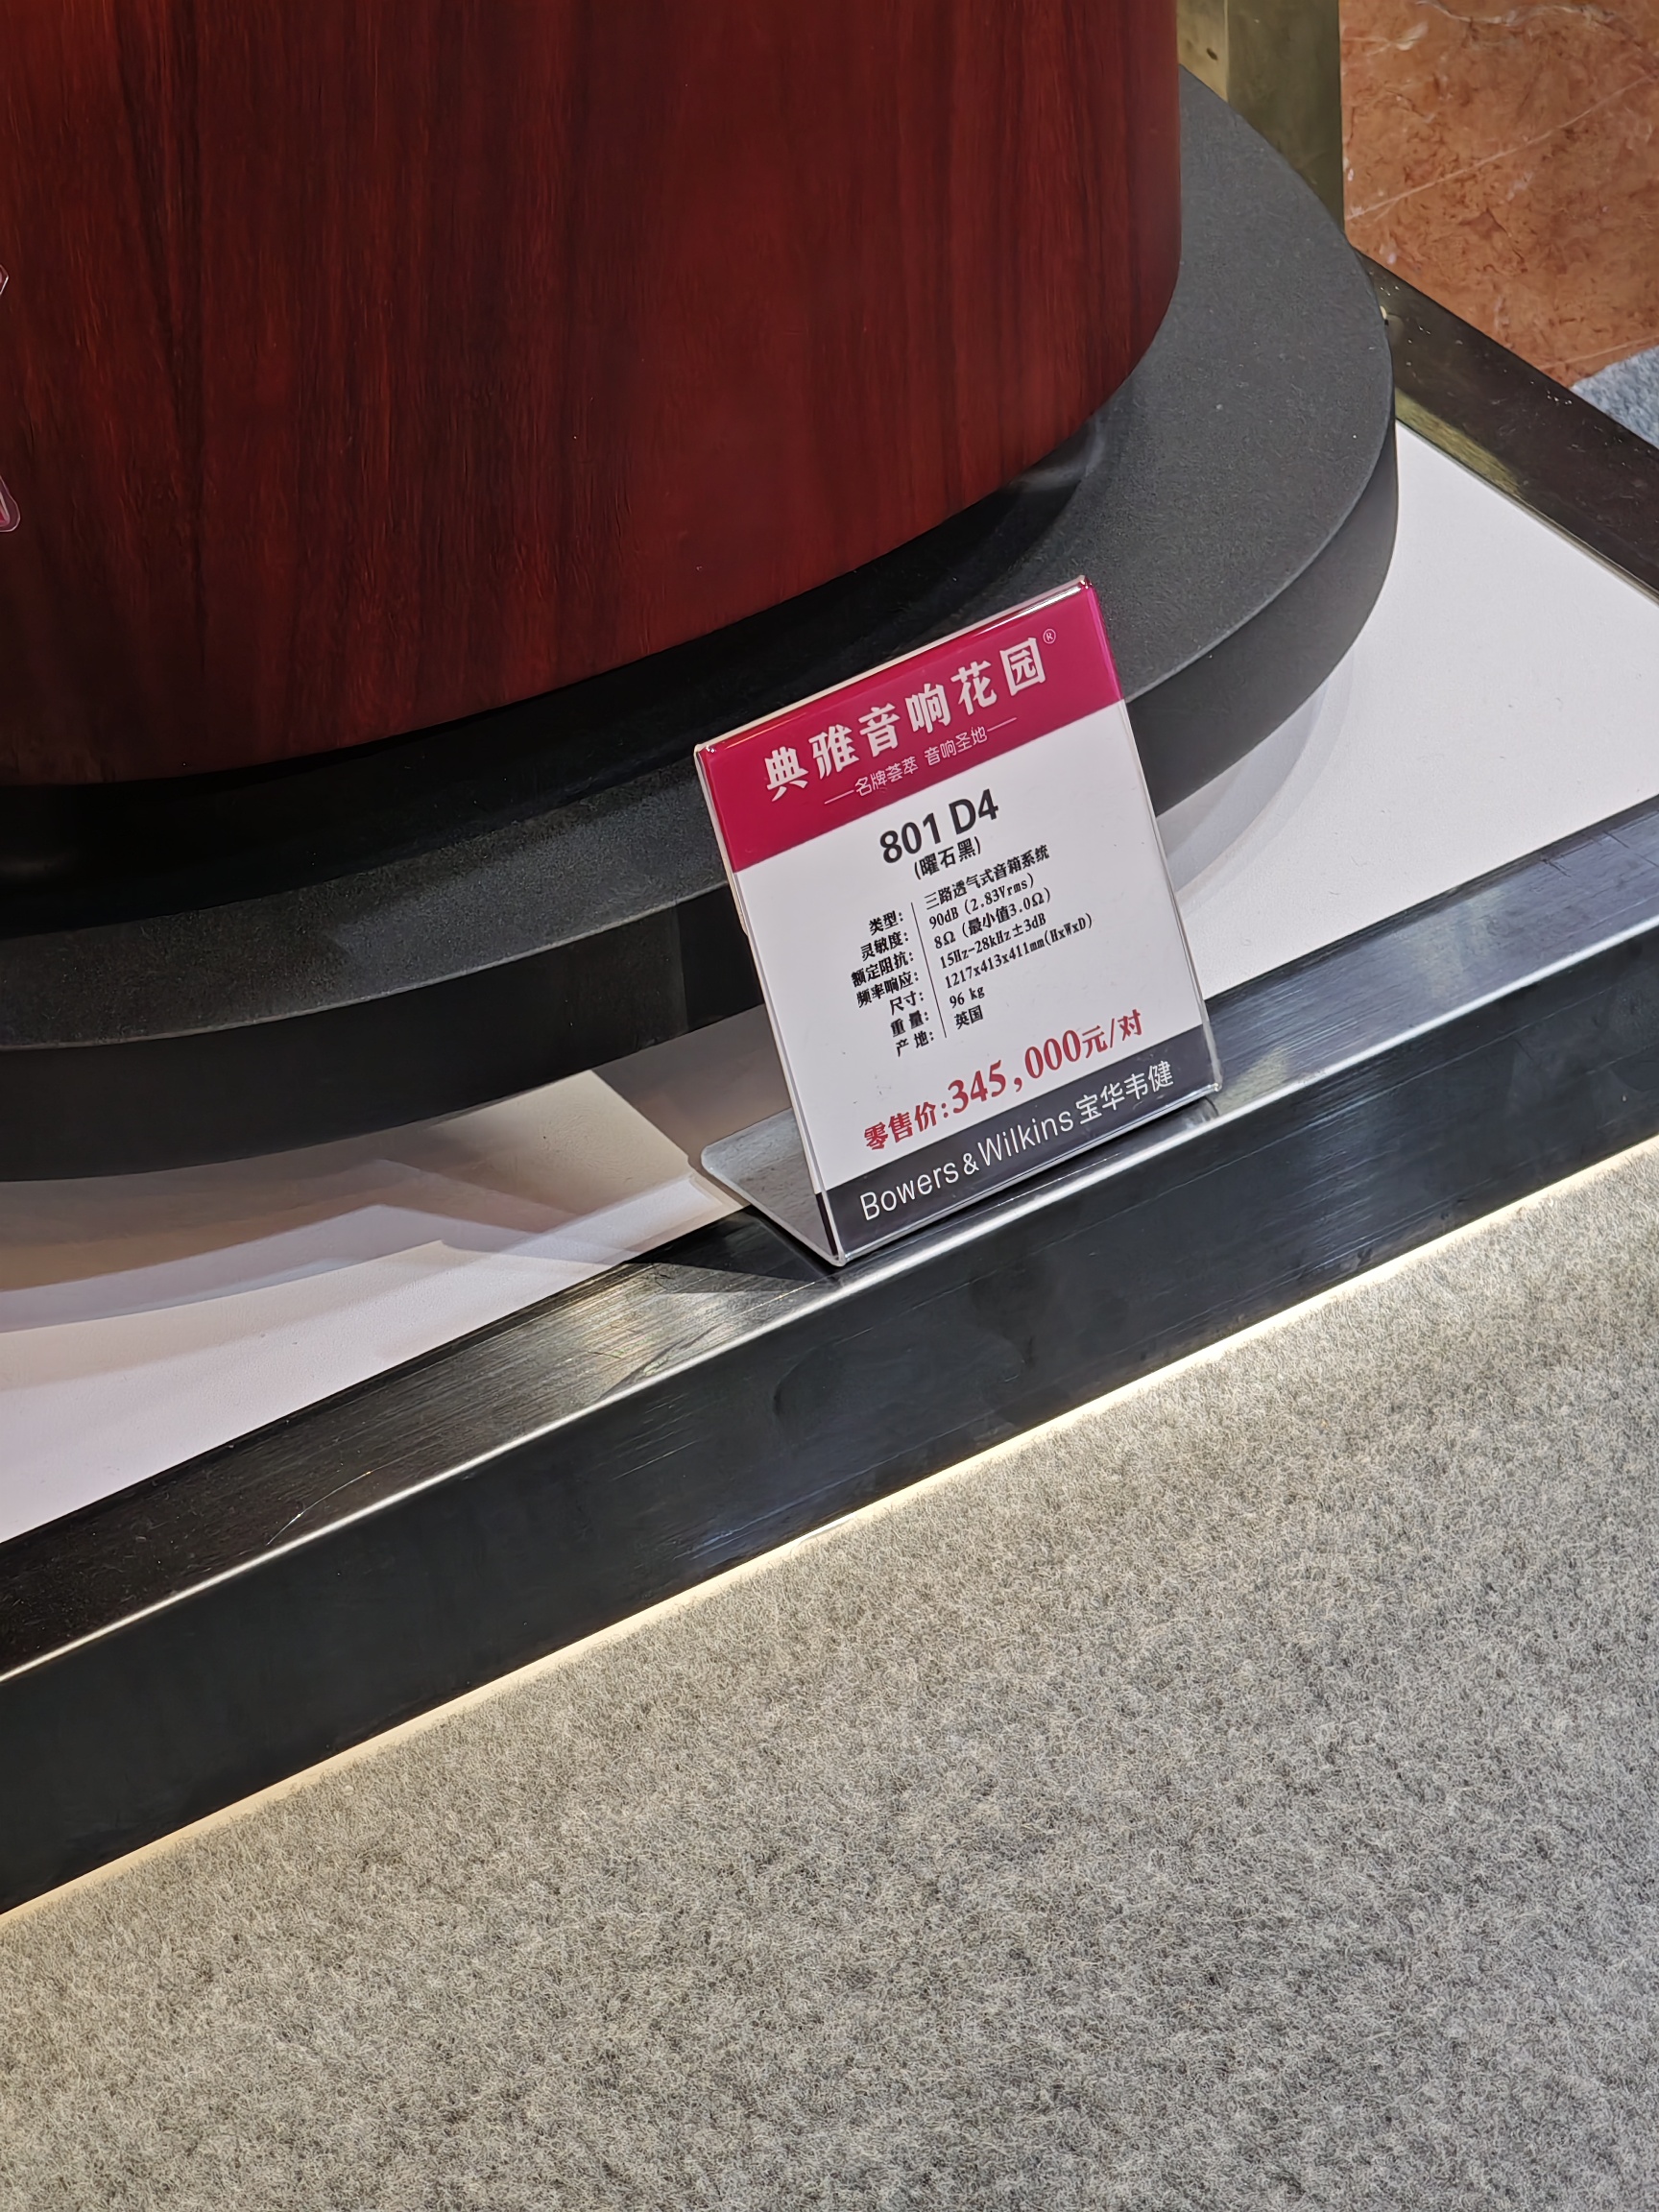 典雅音响花园®
名牌荟萃 音响圣地
801 D4
(曜石黑)
类型： 三路透气式音箱系统
灵敏度： 90dB (2.83Vrms)
额定阻抗： 8Ω (最小值3.0Ω)
频率响应： 15Hz-28kHz±3dB
尺寸： 1217x413x411mm(HxWxD)
重量： 96 kg
产地： 英国
零售价:345,000元/对
Bowers & Wilkins 宝华韦健